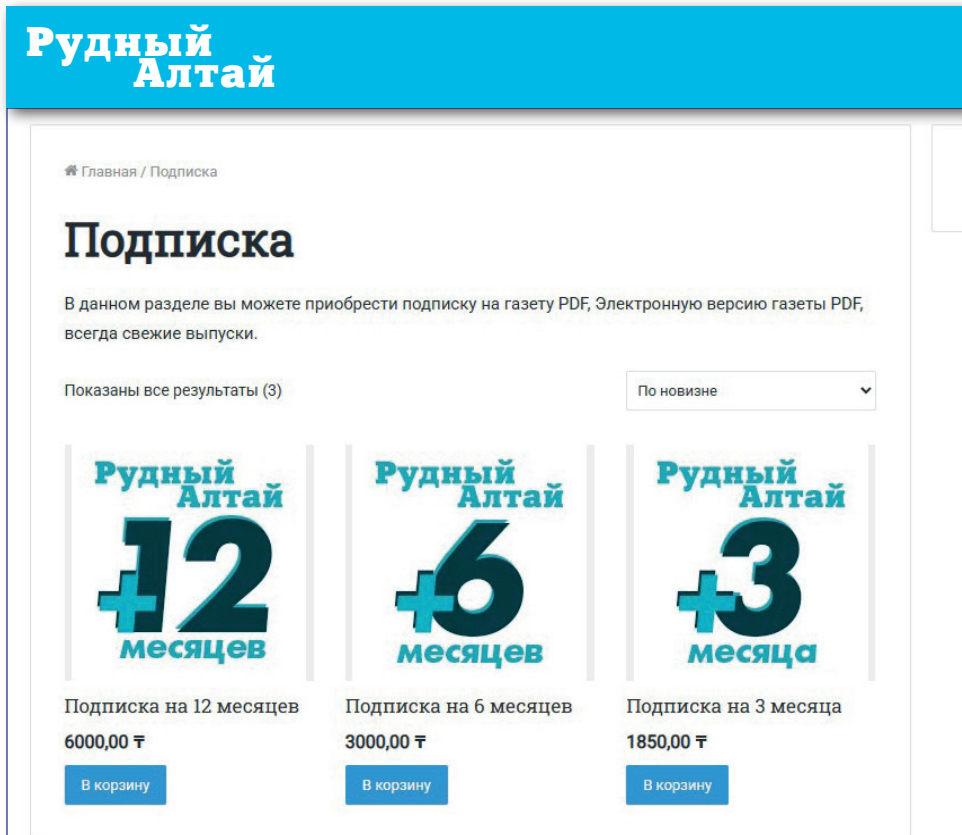 Рудный
Алтай
Главная / Подписка
Подписка
В данном разделе вы можете приобрести подписку на газету PDF, Электронную версию газеты PDF,
всегда свежие выпуски.
Показаны все результаты (3)
По новизне
Рудный
Алтай
+12
месяцев
Рудный
Алтай
+6
месяцев
Рудный
Алтай
+3
месяца
Подписка на 12 месяцев
6000,00 ₸
В корзину
Подписка на 6 месяцев
3000,00 ₸
В корзину
Подписка на 3 месяца
1850,00 ₸
В корзину